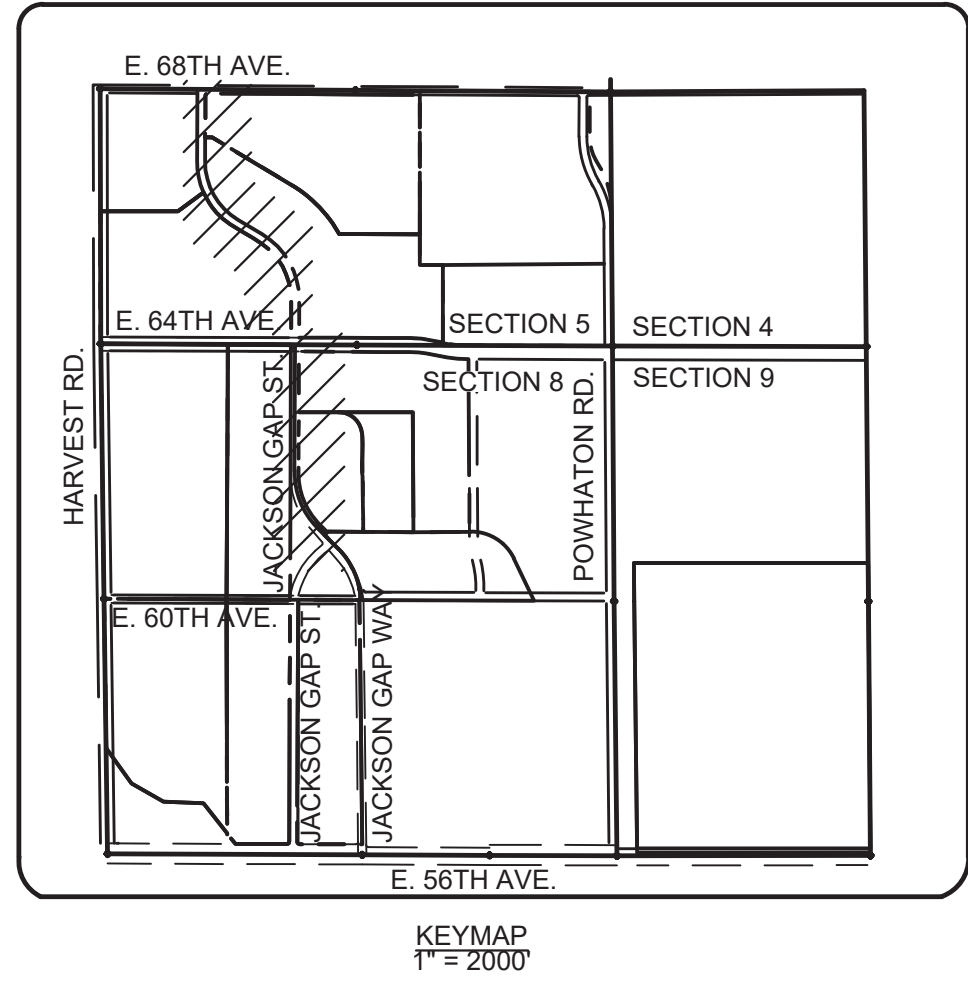 E. 68TH AVE.
E. 64TH AVE
SECTION 5
SECTION 4
SECTION 8
SECTION 9
HARVEST RD.
JACKSON GAP ST.
POWHATON RD.
E. 60TH AVE.
JACKSON GAP ST.
JACKSON GAP WAY
E. 56TH AVE.
KEYMAP
1" = 2000'